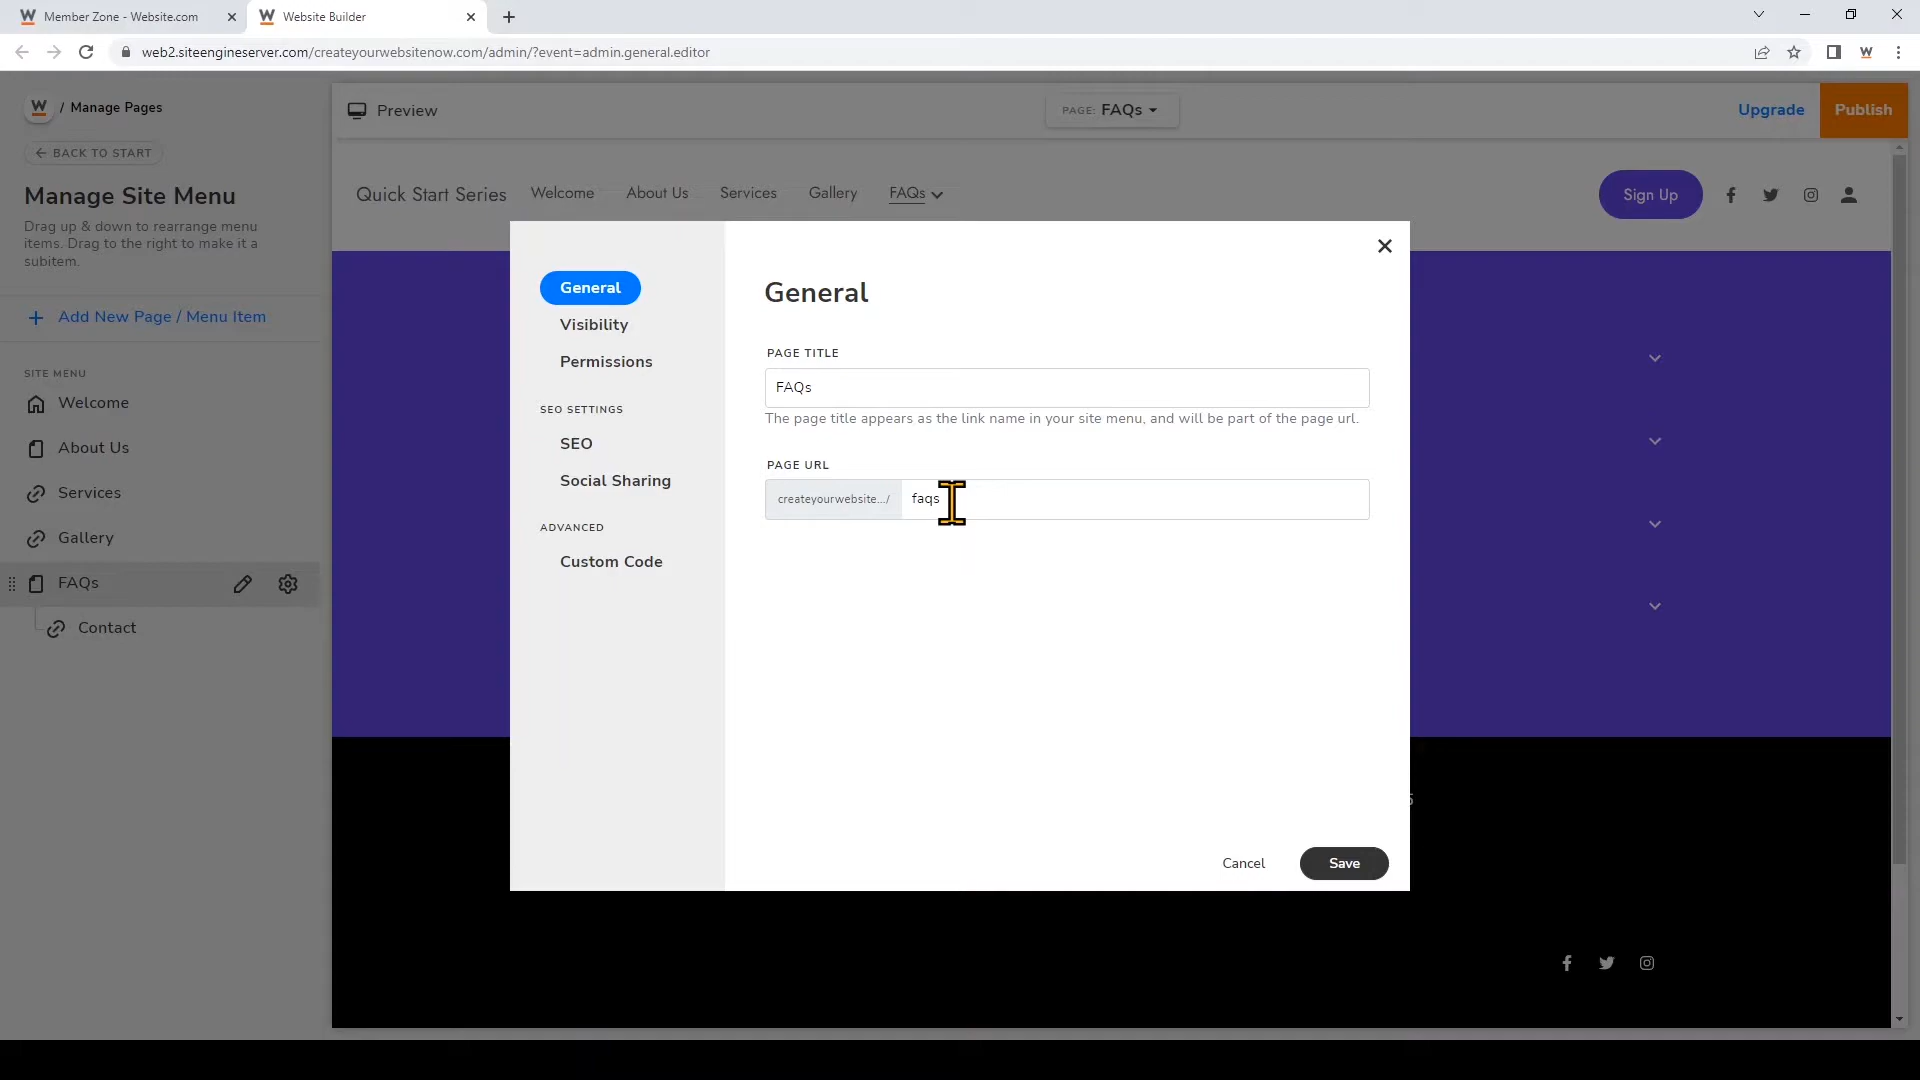 Member Zone - Website.com
Website Builder
web2.siteengineserver.com/createyourwebsitenow.com/admin/?event=admin.general.editor
W / Manage Pages
BACK TO START
Manage Site Menu
Drag up & down to rearrange menu
items. Drag to the right to make it a
subitem.
Add New Page / Menu Item
SITE MENU
Welcome
About Us
Services
Gallery
FAQs
Contact
Preview
PAGE: FAQs
Upgrade
Publish
Quick Start Series
Welcome
About Us
Services
Gallery
FAQs
Sign Up
General
Visibility
Permissions
SEO SETTINGS
SEO
Social Sharing
ADVANCED
Custom Code
General
PAGE TITLE
FAQs
The page title appears as the link name in your site menu, and will be part of the page url.
PAGE URL
createyourwebsite.../
faqs
Cancel
Save